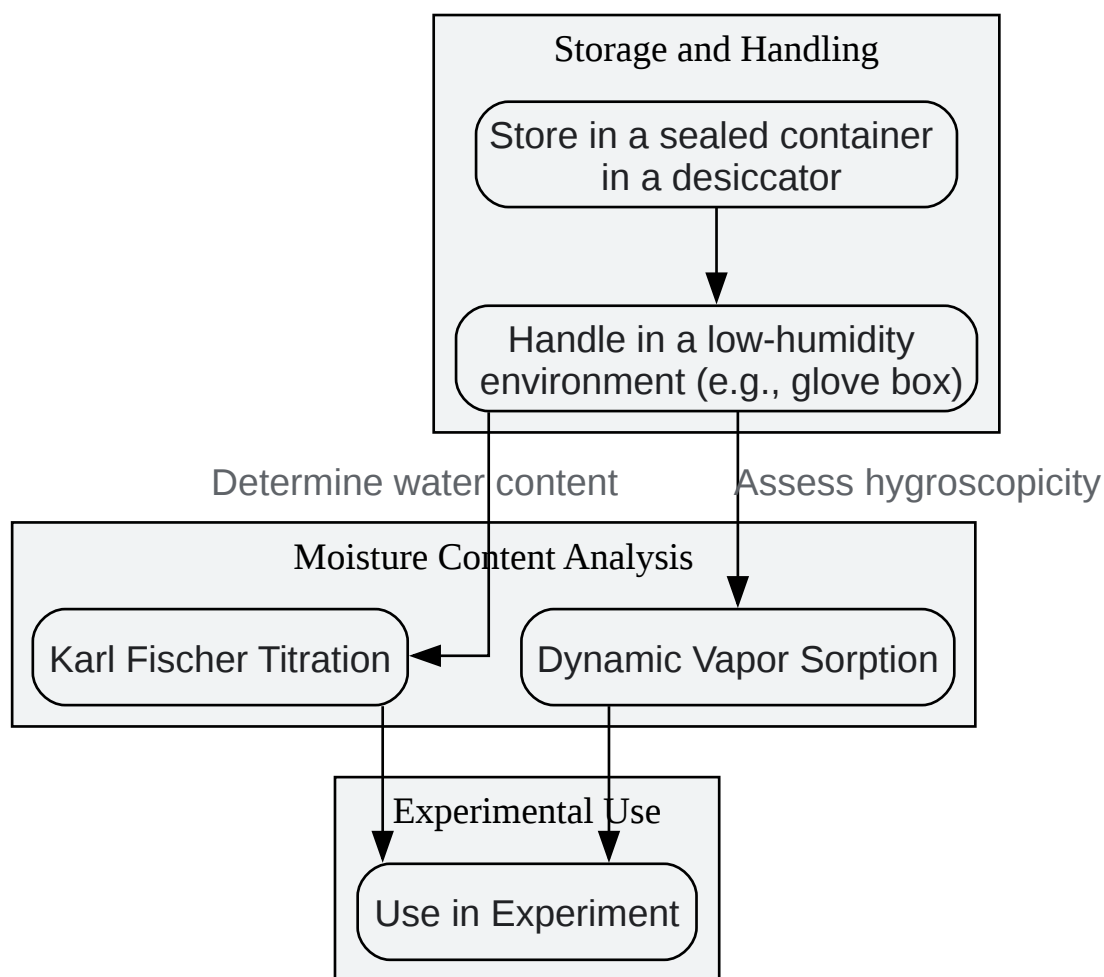 Storage and Handling
Store in a sealed container
in a desiccator
Handle in a low-humidity
environment (e.g., glove box)
Determine water content
Assess hygroscopicity
Moisture Content Analysis
Karl Fischer Titration
Dynamic Vapor Sorption
Experimental Use
Use in Experiment